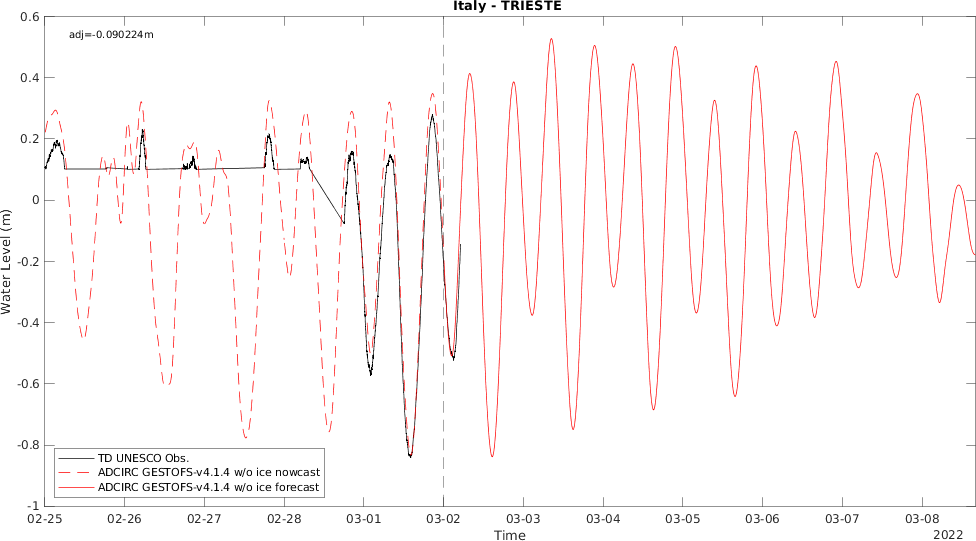 Italy - TRIESTE
adj=-0.090224m
0.6
0.4
0.2
0
-0.2
-0.4
-0.6
-0.8
-1
Water Level (m)
TD UNESCO Obs.
ADCIRC GESTOFS-v4.1.4 w/o ice nowcast
ADCIRC GESTOFS-v4.1.4 w/o ice forecast
02-25 02-26 02-27 02-28 03-01 03-02 03-03 03-04 03-05 03-06 03-07 03-08
Time
2022